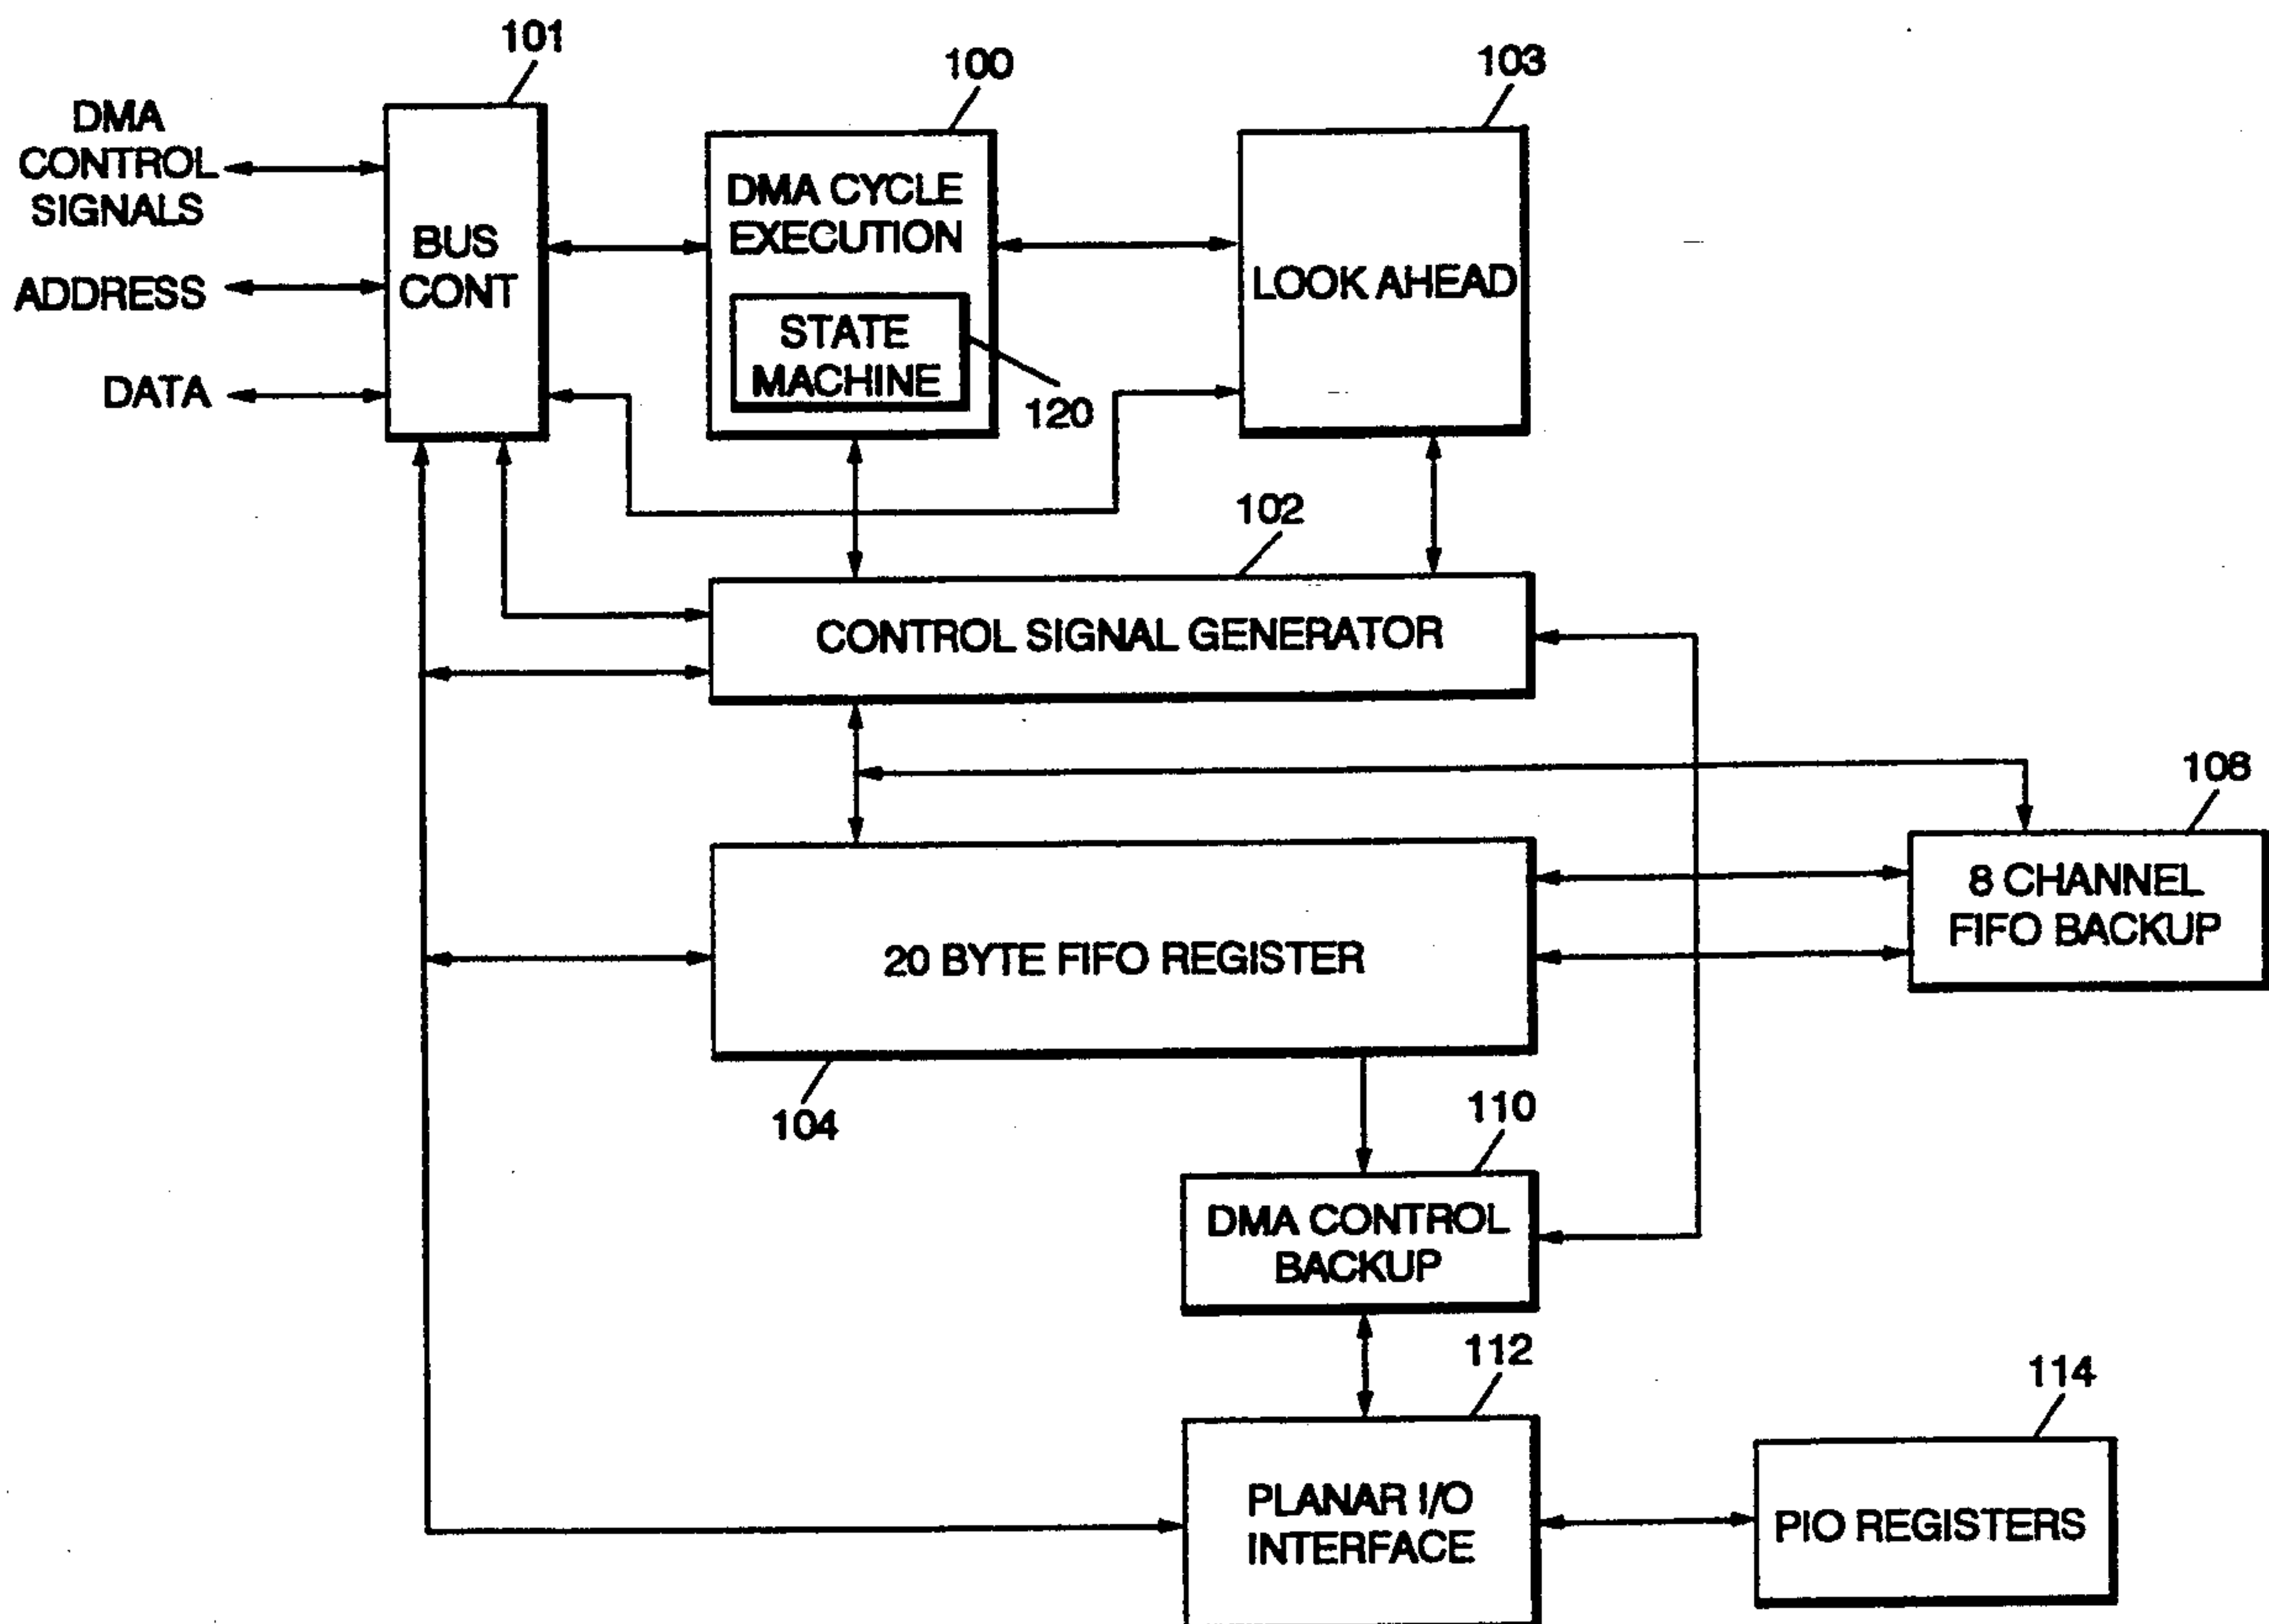 101
100
103
DMA
CONTROL
SIGNALS
ADDRESS
DATA
BUS
CONT
DMA CYCLE
EXECUTION
STATE
MACHINE
120
LOOK AHEAD
102
CONTROL SIGNAL GENERATOR
108
8 CHANNEL
FIFO BACKUP
20 BYTE FIFO REGISTER
104
110
DMA CONTROL
BACKUP
112
PLANAR I/O
INTERFACE
114
PIO REGISTERS